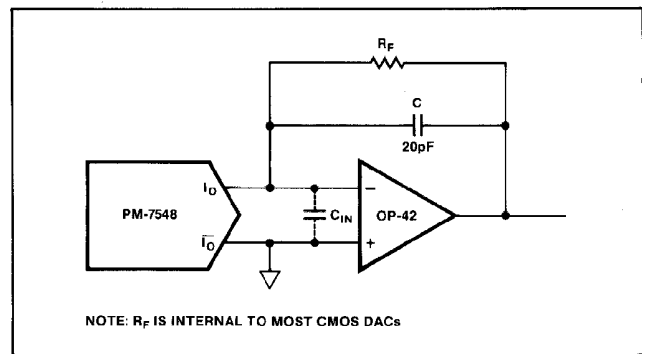 RF
C
20pF
IO
−
PM-7548
CIN
OP-42
IO
+
NOTE: RF IS INTERNAL TO MOST CMOS DACs